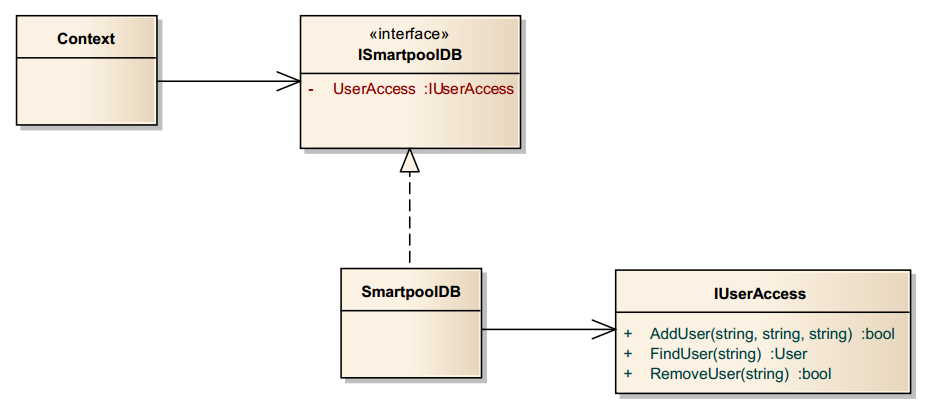 Context
«interface»
ISmartpoolDB
- UserAccess :IUserAccess
SmartpoolDB
IUserAccess
+ AddUser(string, string, string) :bool
+ FindUser(string) :User
+ RemoveUser(string) :bool